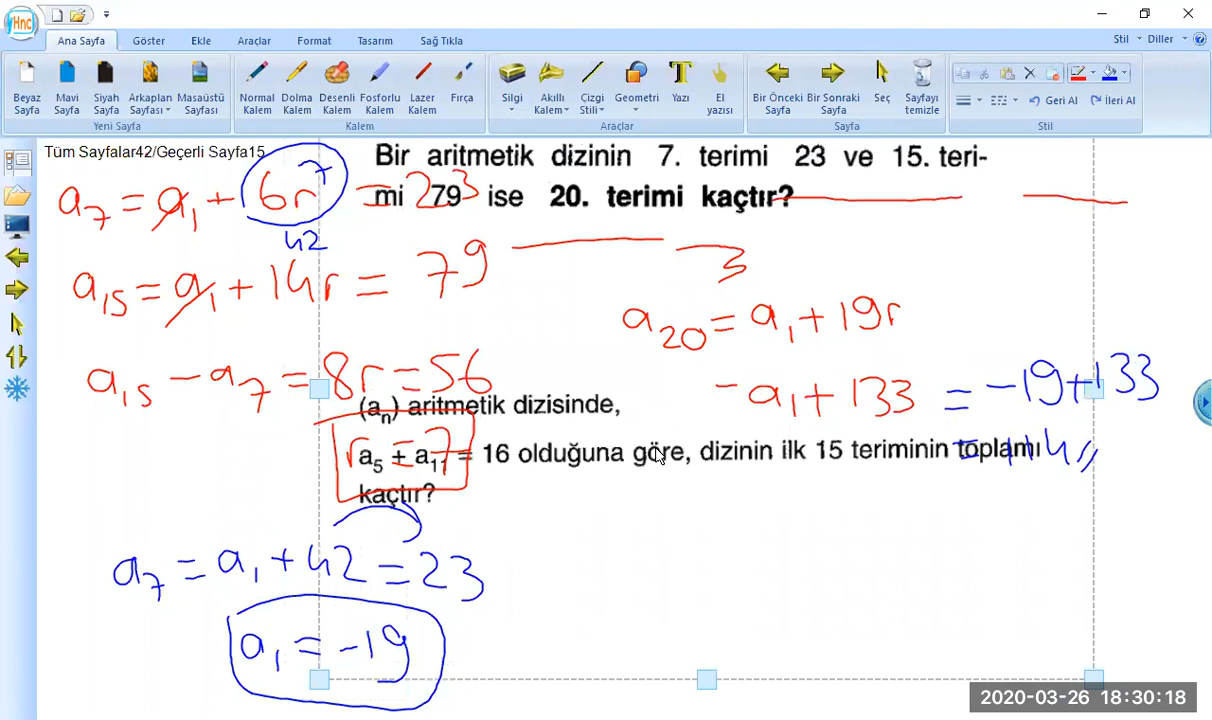 Hnc
Ana Sayfa Göster Ekle Araçlar Format Tasarım Sağ Tıkla Stil Diller
Beyaz Sayfa Mavi Sayfa Siyah Sayfa Arkaplan Sayfası Masaüstü Sayfası Normal Kalem Dolma Kalem Desenli Kalem Fosforlu Kalem Lazer Kalem Fırça Silgi Akıllı Kalem Çizgi Stili Geometri Yazı El yazısı Bir Önceki Sayfa Bir Sonraki Sayfa Seç Sayfayı temizle Geri Al İleri Al
Yeni Sayfa Kalem Araçlar Sayfa Stil
Tüm Sayfalar42/Geçerli Sayfa15
Bir aritmetik dizinin 7. terimi 23 ve 15. teri-
mi 79 ise 20. terimi kaçtır?
a7 = a1 + 6r = 23
7
42
a15 = a1 + 14r = 79
3
a20 = a1 + 19r
a15 - a7 = 8r = 56
- a1 + 133 = -19+133
= 114
r = 7
(an) aritmetik dizisinde,
a5 + a11 = 16 olduğuna göre, dizinin ilk 15 teriminin toplamı
kaçtır?
a7 = a1 + 42 = 23
a1 = -19
2020-03-26 18:30:18